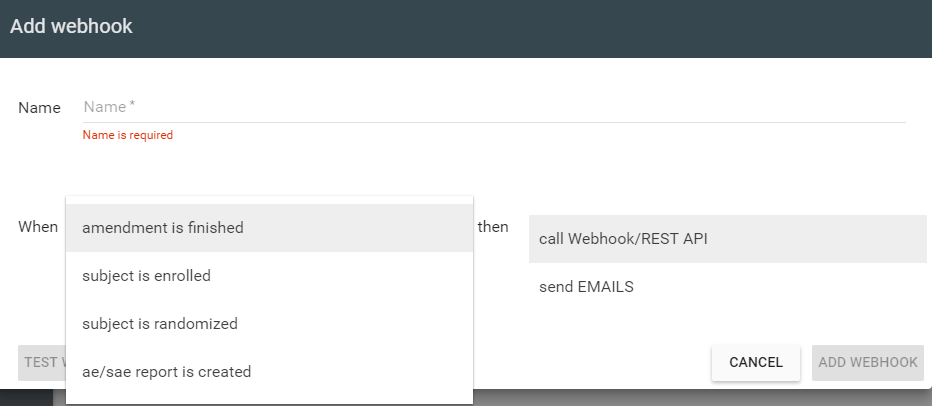 Add webhook
Name Name *
Name is required
When amendment is finished then call Webhook/REST API
subject is enrolled send EMAILS
subject is randomized
ae/sae report is created
TEST CANCEL ADD WEBHOOK